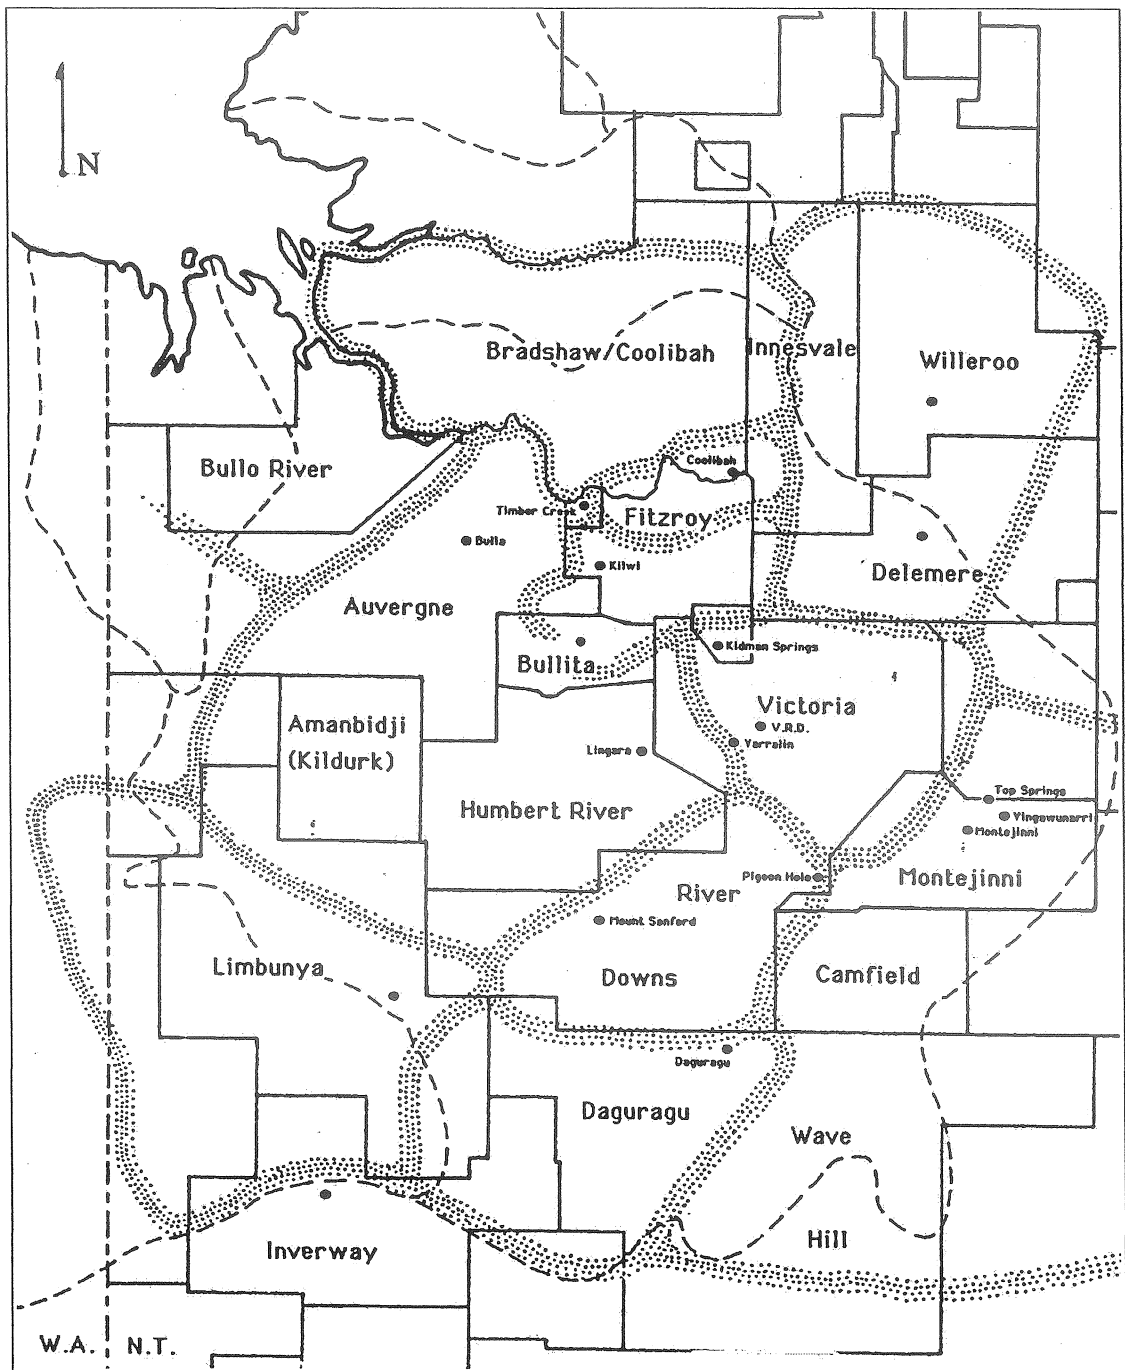 N
Bradshaw/Coolibah
Innesvale
Willeroo
Bullo River
Coolibah
Timber Creek
Fitzroy
Bulla
Kilwi
Delemere
Auvergne
Bullita
Kidman Springs
Amanbidji
(Kildurk)
Victoria
V.R.D.
Yarralin
Lingara
Humbert River
Top Springs
Yingawunarri
Montejinni
Pigeon Hole
River
Montejinni
Mount Sanford
Limbunya
Downs
Camfield
Daguragu
Daguragu
Wave
Inverway
Hill
W.A.
N.T.